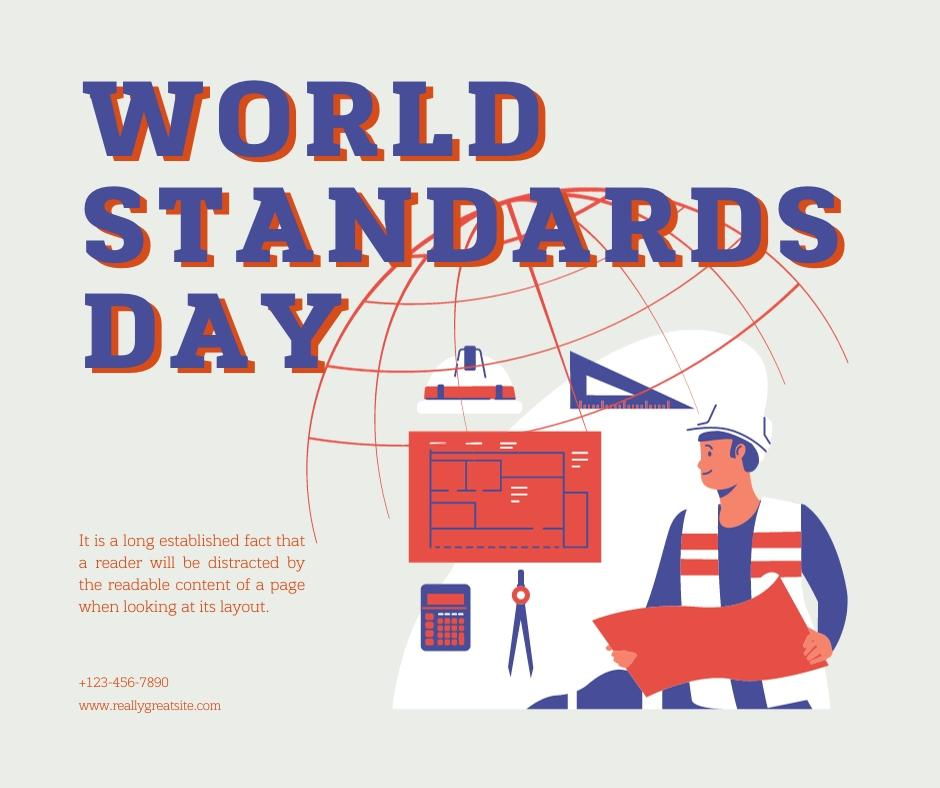 WORLD
STANDARDS
DAY
It is a long established fact that
a reader will be distracted by
the readable content of a page
when looking at its layout.
+123-456-7890
www.reallygreatsite.com